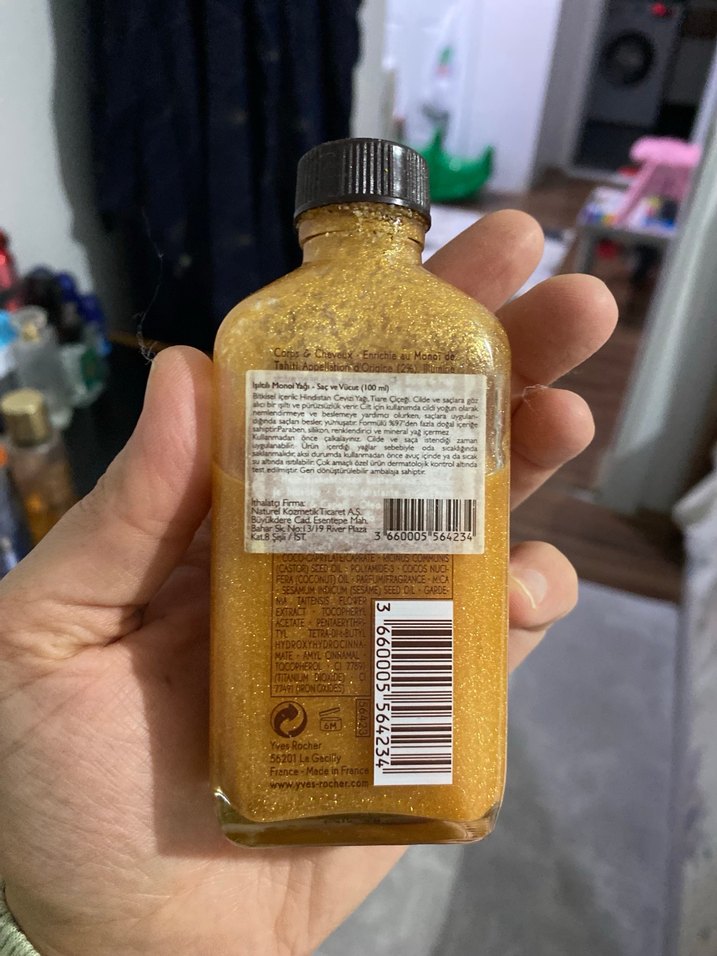 Corps & Cheveux - Enrichie au Monoï de
Tahiti Appellation d'Origine (2%)
Işıltılı Monoi Yağı - Saç ve Vücut (100 ml)
Bitkisel içerik: Hindistan Cevizi Yağı, Tiare Çiçeği. Cilde ve saçlara göz
alıcı bir ışıltı ve pürüzsüzlük verir. Cilt için kullanımda cildi yoğun olarak
nemlendirmeye ve beslemeye yardımcı olurken, saçlara uygulan-
dığında saçları besler, yumuşatır. Formülü %97'den fazla doğal içeriğe
sahiptir.Paraben, silikon, renklendirici ve mineral yağ içermez
Kullanmadan önce çalkalayınız. Cilde ve saça istendiği zaman
uygulanabilir. Ürün içerdiği yağlar sebebiyle oda sıcaklığında
saklanmalıdır, aksi durumda kullanmadan önce avuç içinde ya da sıcak
su altında ısıtılabilir. Çok amaçlı özel ürün dermatolojik kontrol altında
test edilmiştir. Geri dönüştürülebilir ambalaja sahiptir.
İthalatçı Firma:
Naturel Kozmetik Ticaret A.S.
Büyükdere Cad. Esentepe Mah.
Bahar Sk. No:13/19 River Plaza
Kat.8 Şişli / İST.
3 660005 564234
COCO-CAPRYLATE/CAPRATE • RICINUS COMMUNIS
(CASTOR) SEED OIL • POLYAMIDE-3 • COCOS NUCI-
FERA (COCONUT) OIL • PARFUM/FRAGRANCE • MICA
• SESAMUM INDICUM (SESAME) SEED OIL • GARDE-
NIA TAITENSIS FLOWER
EXTRACT • TOCOPHERYL
ACETATE • PENTAERYTHRI-
TYL TETRA-DI-t-BUTYL
HYDROXYHYDROCINNA-
MATE • AMYL CINNAMAL •
TOCOPHEROL • CI 77891
(TITANIUM DIOXIDE) • CI
77491 (IRON OXIDES)
3 660005 564234
6M
56423
Yves Rocher
56201 La Gacilly
France - Made in France
www.yves-rocher.com